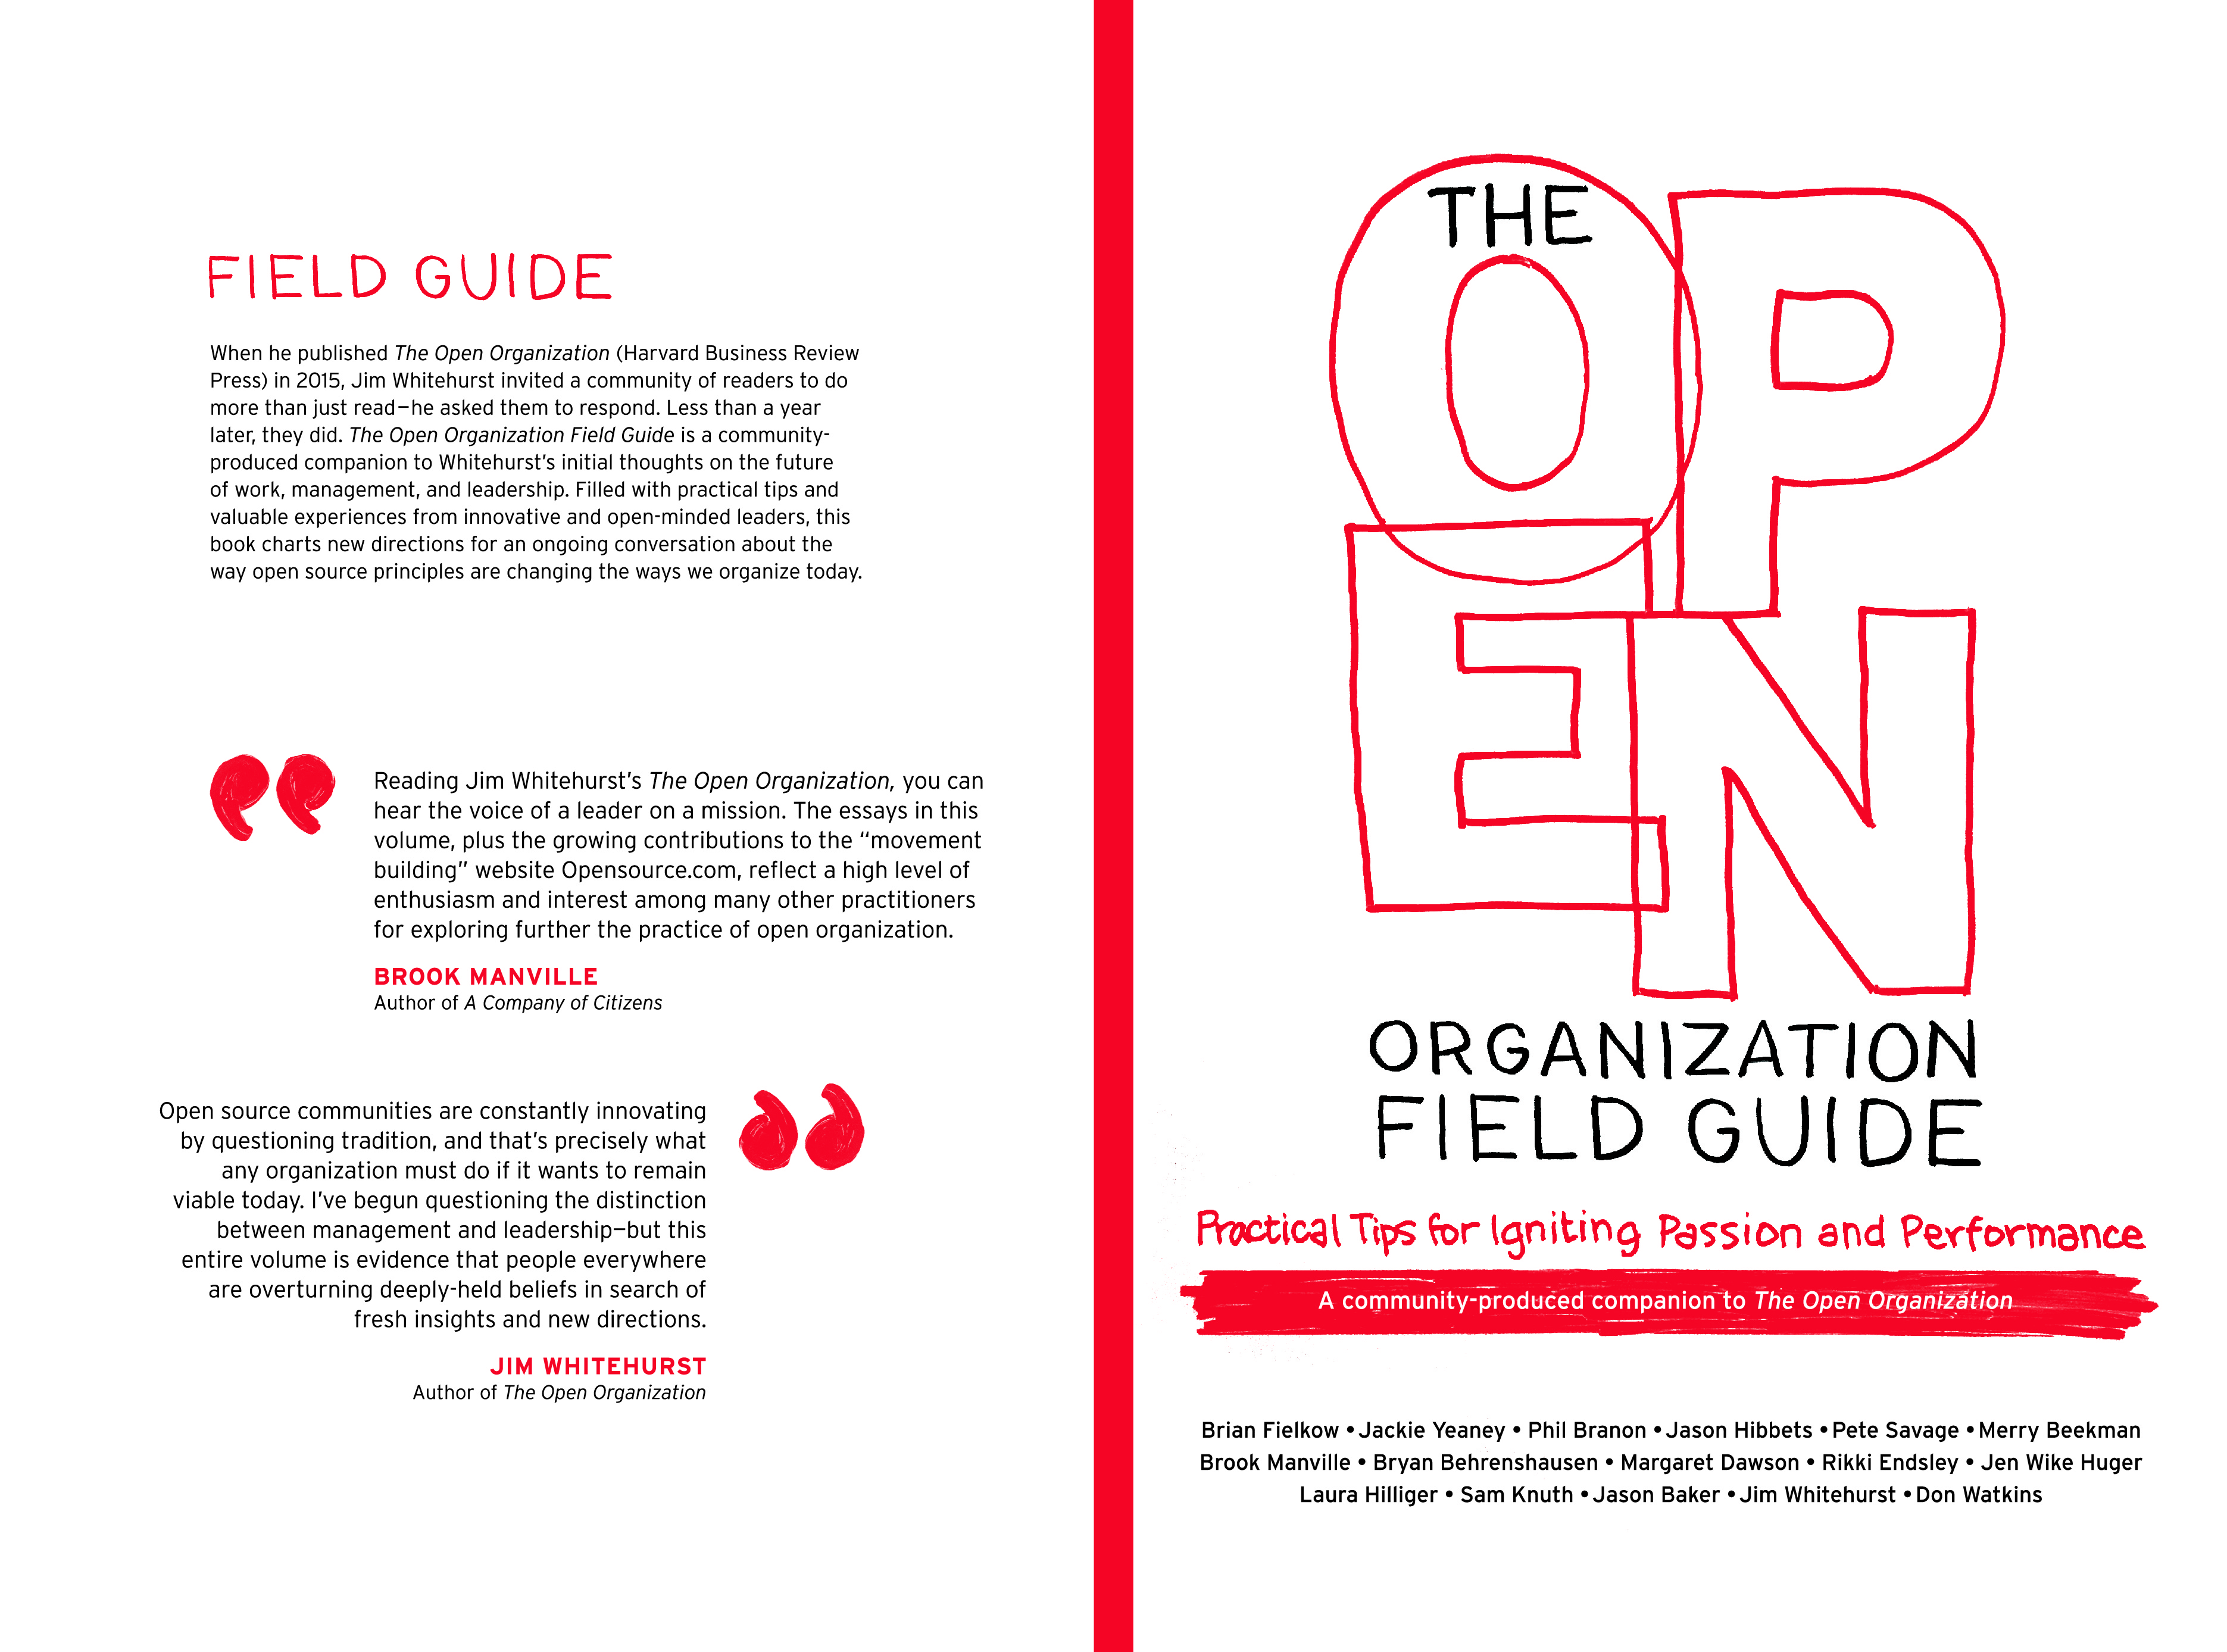 FIELD GUIDE
When he published The Open Organization (Harvard Business Review
Press) in 2015, Jim Whitehurst invited a community of readers to do
more than just read—he asked them to respond. Less than a year
later, they did. The Open Organization Field Guide is a community-
produced companion to Whitehurst's initial thoughts on the future
of work, management, and leadership. Filled with practical tips and
valuable experiences from innovative and open-minded leaders, this
book charts new directions for an ongoing conversation about the
way open source principles are changing the ways we organize today.
Reading Jim Whitehurst's The Open Organization, you can
hear the voice of a leader on a mission. The essays in this
volume, plus the growing contributions to the “movement
building” website Opensource.com, reflect a high level of
enthusiasm and interest among many other practitioners
for exploring further the practice of open organization.
BROOK MANVILLE
Author of A Company of Citizens
Open source communities are constantly innovating
by questioning tradition, and that's precisely what
any organization must do if it wants to remain
viable today. I've begun questioning the distinction
between management and leadership—but this
entire volume is evidence that people everywhere
are overturning deeply-held beliefs in search of
fresh insights and new directions.
JIM WHITEHURST
Author of The Open Organization
THE
OP
EN
ORGANIZATION
FIELD GUIDE
Practical Tips for Igniting Passion and Performance
A community-produced companion to The Open Organization
Brian Fielkow • Jackie Yeaney • Phil Branon • Jason Hibbets • Pete Savage • Merry Beekman
Brook Manville • Bryan Behrenshausen • Margaret Dawson • Rikki Endsley • Jen Wike Huger
Laura Hilliger • Sam Knuth • Jason Baker • Jim Whitehurst • Don Watkins